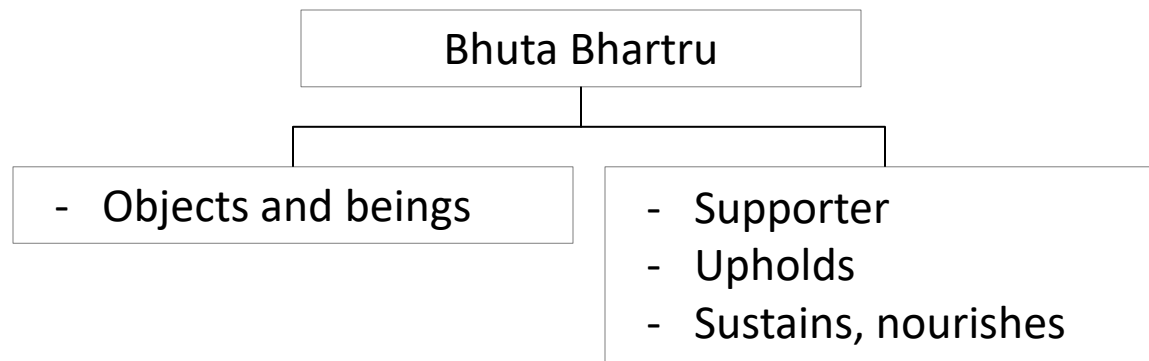 Bhuta Bhartru
- Objects and beings
- Supporter
- Upholds
- Sustains, nourishes